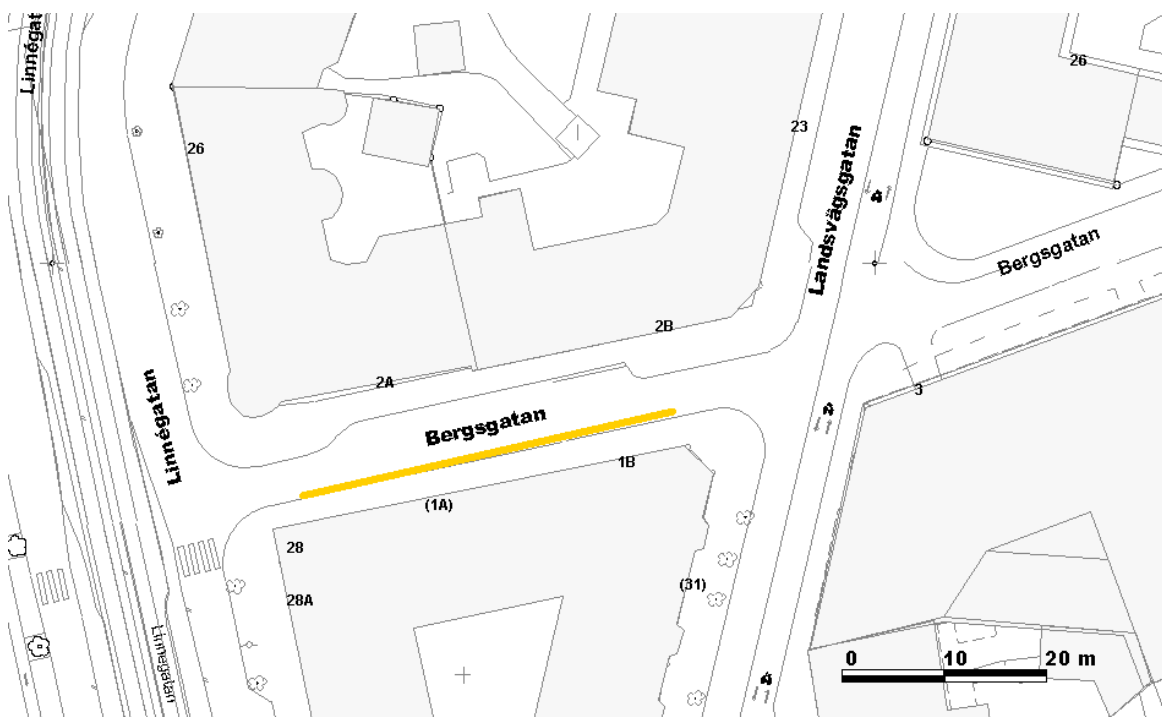 Linnégat
26
23
Landsvägsgatan
26
Bergsgatan
2B
2A
3
Bergsgatan
Linnégatan
1B
(1A)
28
28A
(31)
Linnégatan
0 10 20 m